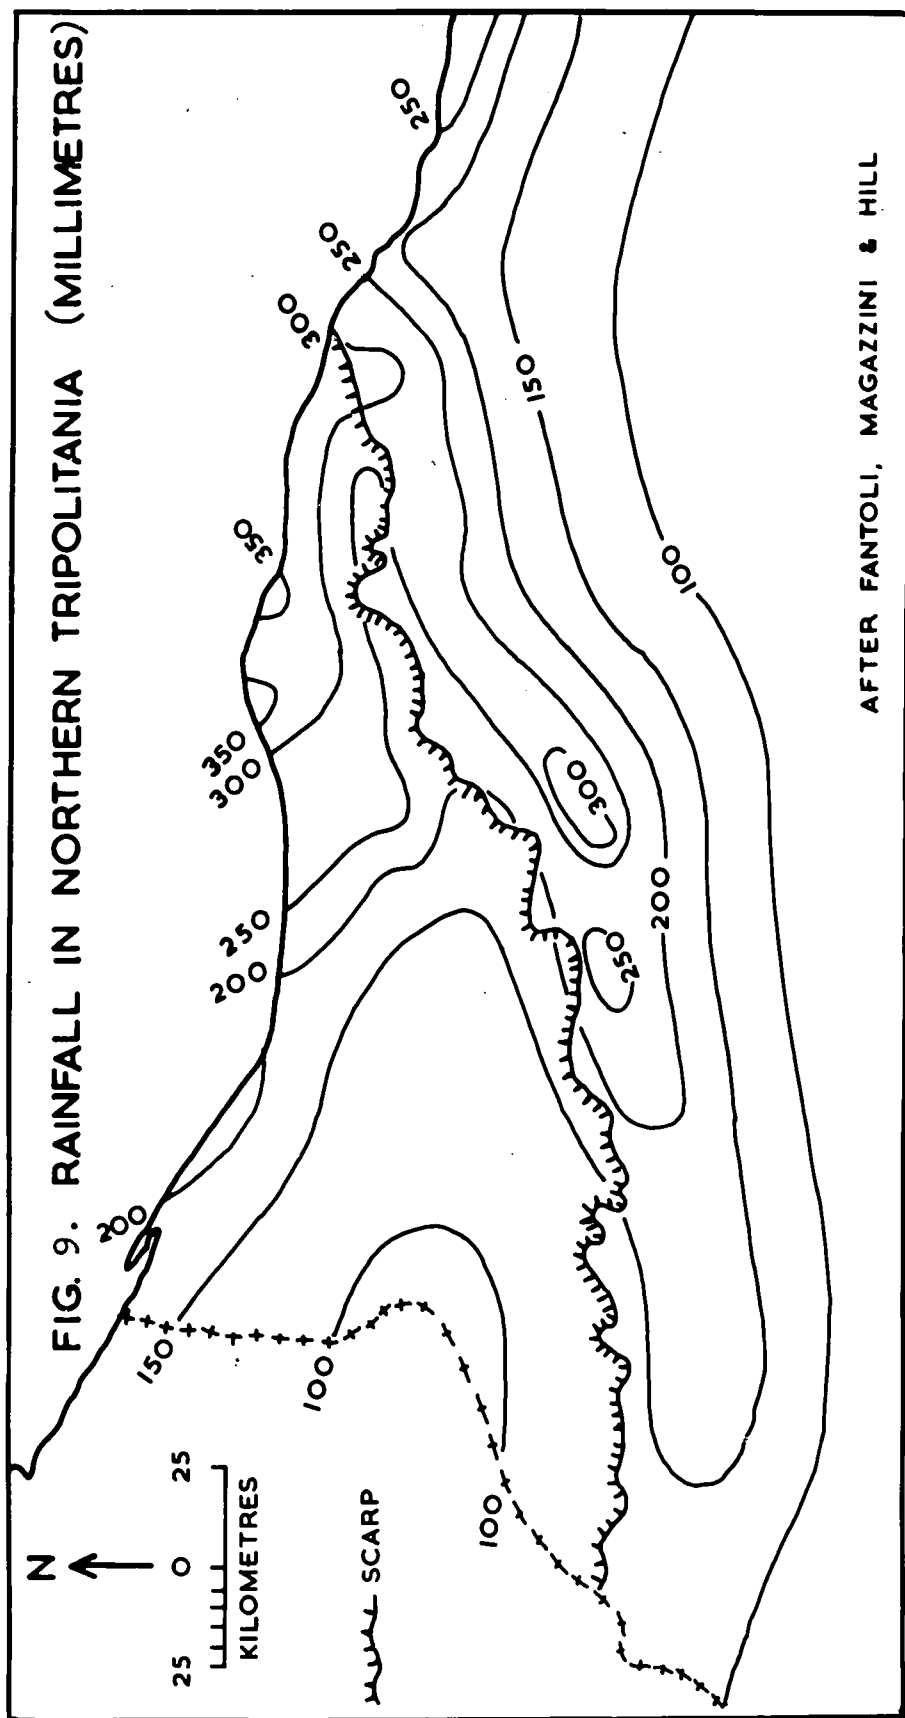 FIG. 9. RAINFALL IN NORTHERN TRIPOLITANIA (MILLIMETRES)
N
25 0 25
KILOMETRES
SCARP
200
150
100
100
200
250
300
350
350
300
250
250
300
250
200
150
100
AFTER FANTOLI, MAGAZZINI & HILL